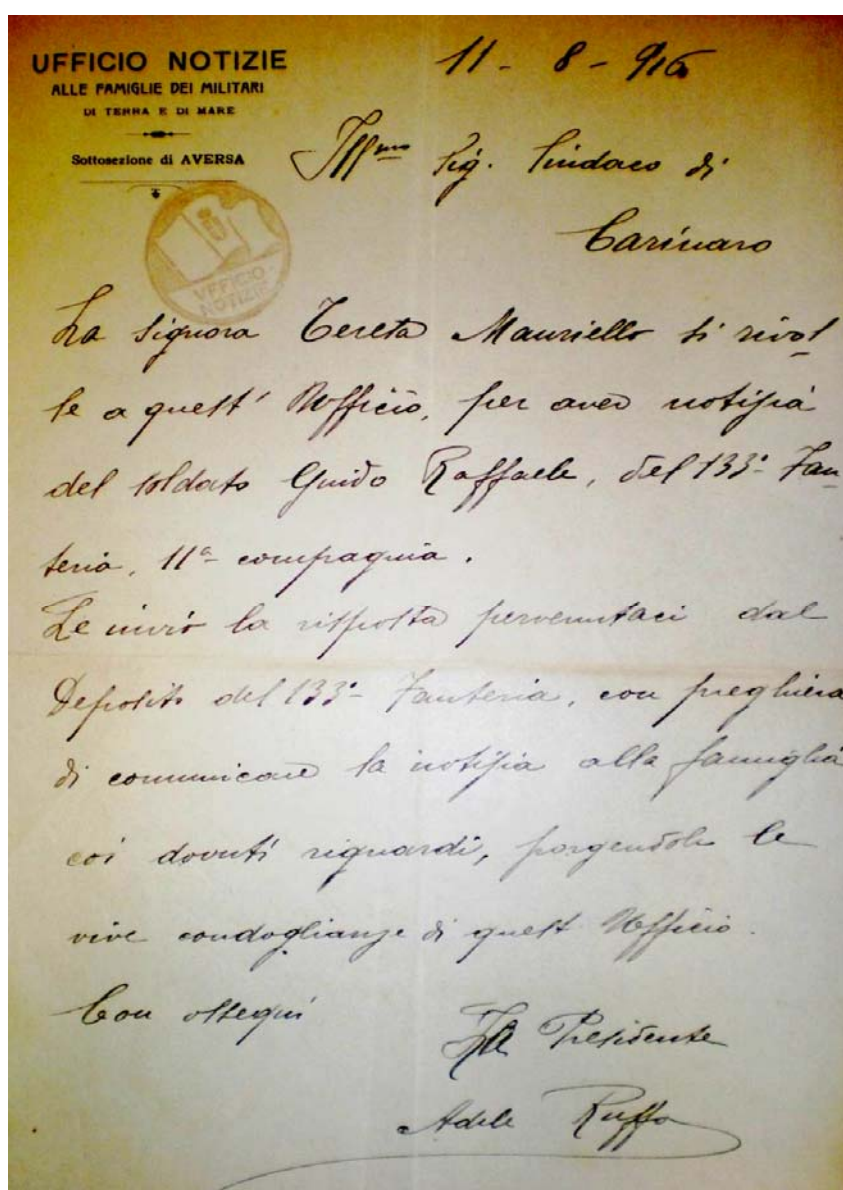 UFFICIO NOTIZIE
ALLE FAMIGLIE DEI MILITARI
DI TERRA E DI MARE
Sottosezione di AVERSA
11 - 8 - 916
Ill.mo Sig. Sindaco di
Carinaro
UFFICIO
NOTIZIE
La Signora Teresa Mauriello si rivol
se a quest' Ufficio, per aver notizia
del soldato Guido Raffaele, del 133° Fan
teria, 11ª compagnia.
Le invio la risposta pervenutaci dal
Deposito del 133° Fanteria, con preghiera
di comunicare la notizia alla famiglia
coi dovuti riguardi, porgendole le
vive condoglianze di quest' Ufficio.
Con ossequi
La Presidente
Adele Ruffo